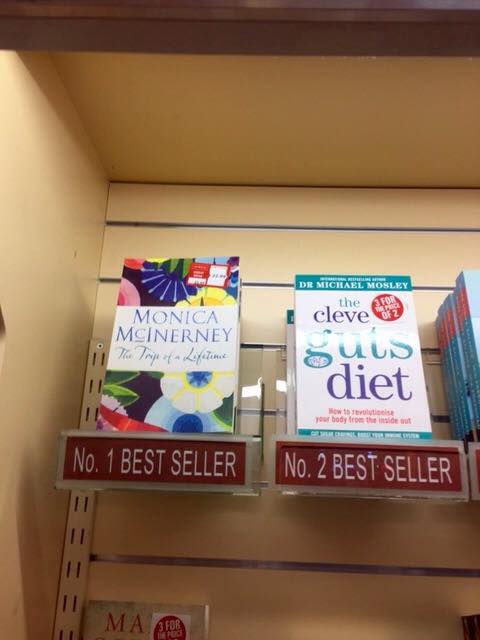 MONICA
McINERNEY
The Trip of a Lifetime
No. 1 BEST SELLER
INTERNATIONAL BESTSELLING AUTHOR
DR MICHAEL MOSLEY
the
cleve
guts
diet
3 FOR
THE PRICE
OF 2
How to revolutionise
your body from the inside out
CUT SUGAR CRAVINGS, BOOST YOUR IMMUNE SYSTEM
No. 2 BEST SELLER
MA
3 FOR
THE PRICE